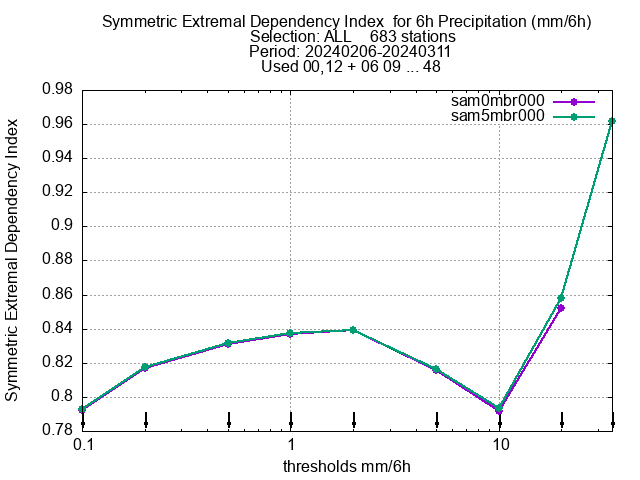 Symmetric Extremal Dependency Index  for 6h Precipitation (mm/6h)
Selection: ALL    683 stations
Period: 20240206-20240311
Used 00,12 + 06 09 ... 48
sam0mbr000
sam5mbr000
0.98
0.96
0.94
0.92
0.9
0.88
0.86
0.84
0.82
0.8
0.78
Symmetric Extremal Dependency Index
0.1 1 10
thresholds mm/6h